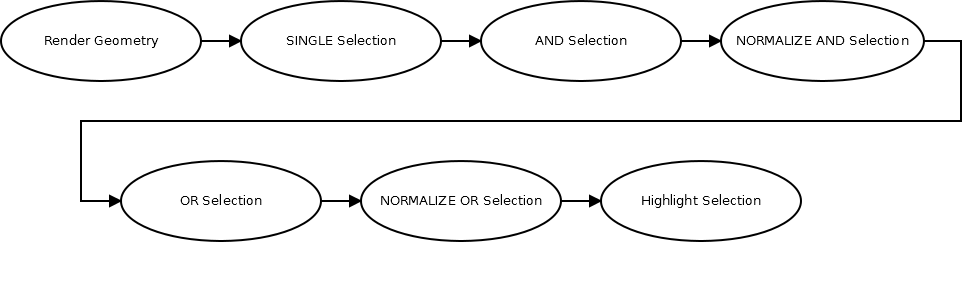 Render Geometry
SINGLE Selection
AND Selection
NORMALIZE AND Selection
OR Selection
NORMALIZE OR Selection
Highlight Selection